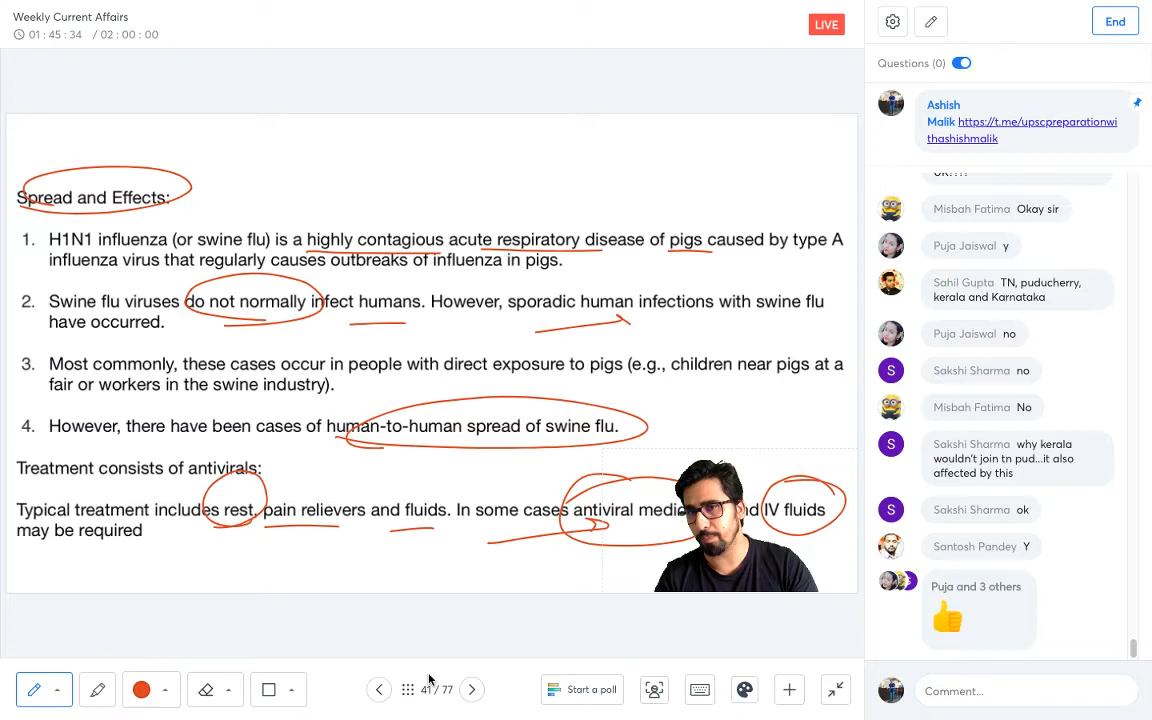 Weekly Current Affairs
01 : 45 : 34 / 02 : 00 : 00
LIVE
Spread and Effects:
1. H1N1 influenza (or swine flu) is a highly contagious acute respiratory disease of pigs caused by type A
influenza virus that regularly causes outbreaks of influenza in pigs.
2. Swine flu viruses do not normally infect humans. However, sporadic human infections with swine flu
have occurred.
3. Most commonly, these cases occur in people with direct exposure to pigs (e.g., children near pigs at a
fair or workers in the swine industry).
4. However, there have been cases of human-to-human spread of swine flu.
Treatment consists of antivirals:
Typical treatment includes rest, pain relievers and fluids. In some cases antiviral IV fluids
may be required
41 / 77
Start a poll
End
Questions (0)
Ashish
Malik https://t.me/upscpreparationwi
thashishmalik
Misbah Fatima Okay sir
Puja Jaiswal y
Sahil Gupta TN, puducherry,
kerala and Karnataka
Puja Jaiswal no
S Sakshi Sharma no
Misbah Fatima No
S Sakshi Sharma why kerala
wouldn't join tn pud...it also
affected by this
S Sakshi Sharma ok
Santosh Pandey Y
S Puja and 3 others
Comment...